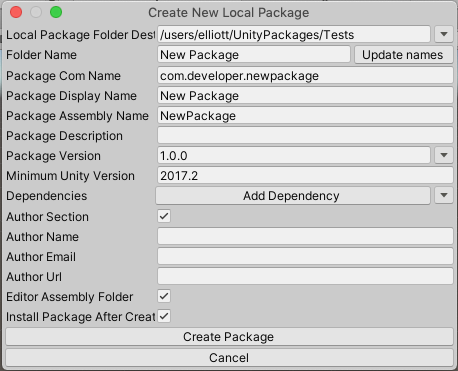 Create New Local Package
Local Package Folder Dest /users/elliott/UnityPackages/Tests
Folder Name New Package Update names
Package Com Name com.developer.newpackage
Package Display Name New Package
Package Assembly Name NewPackage
Package Description
Package Version 1.0.0
Minimum Unity Version 2017.2
Dependencies Add Dependency
Author Section
Author Name
Author Email
Author Url
Editor Assembly Folder
Install Package After Creat
Create Package
Cancel